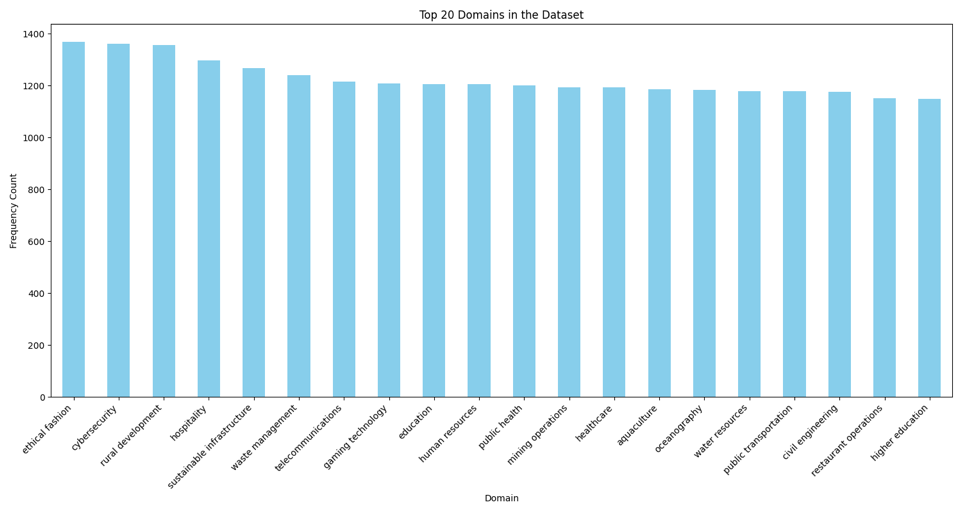 Top 20 Domains in the Dataset
Frequency Count
1400
1200
1000
800
600
400
200
0
ethical fashion
cybersecurity
rural development
hospitality
sustainable infrastructure
waste management
telecommunications
gaming technology
education
human resources
public health
mining operations
healthcare
aquaculture
oceanography
water resources
public transportation
civil engineering
restaurant operations
higher education
Domain